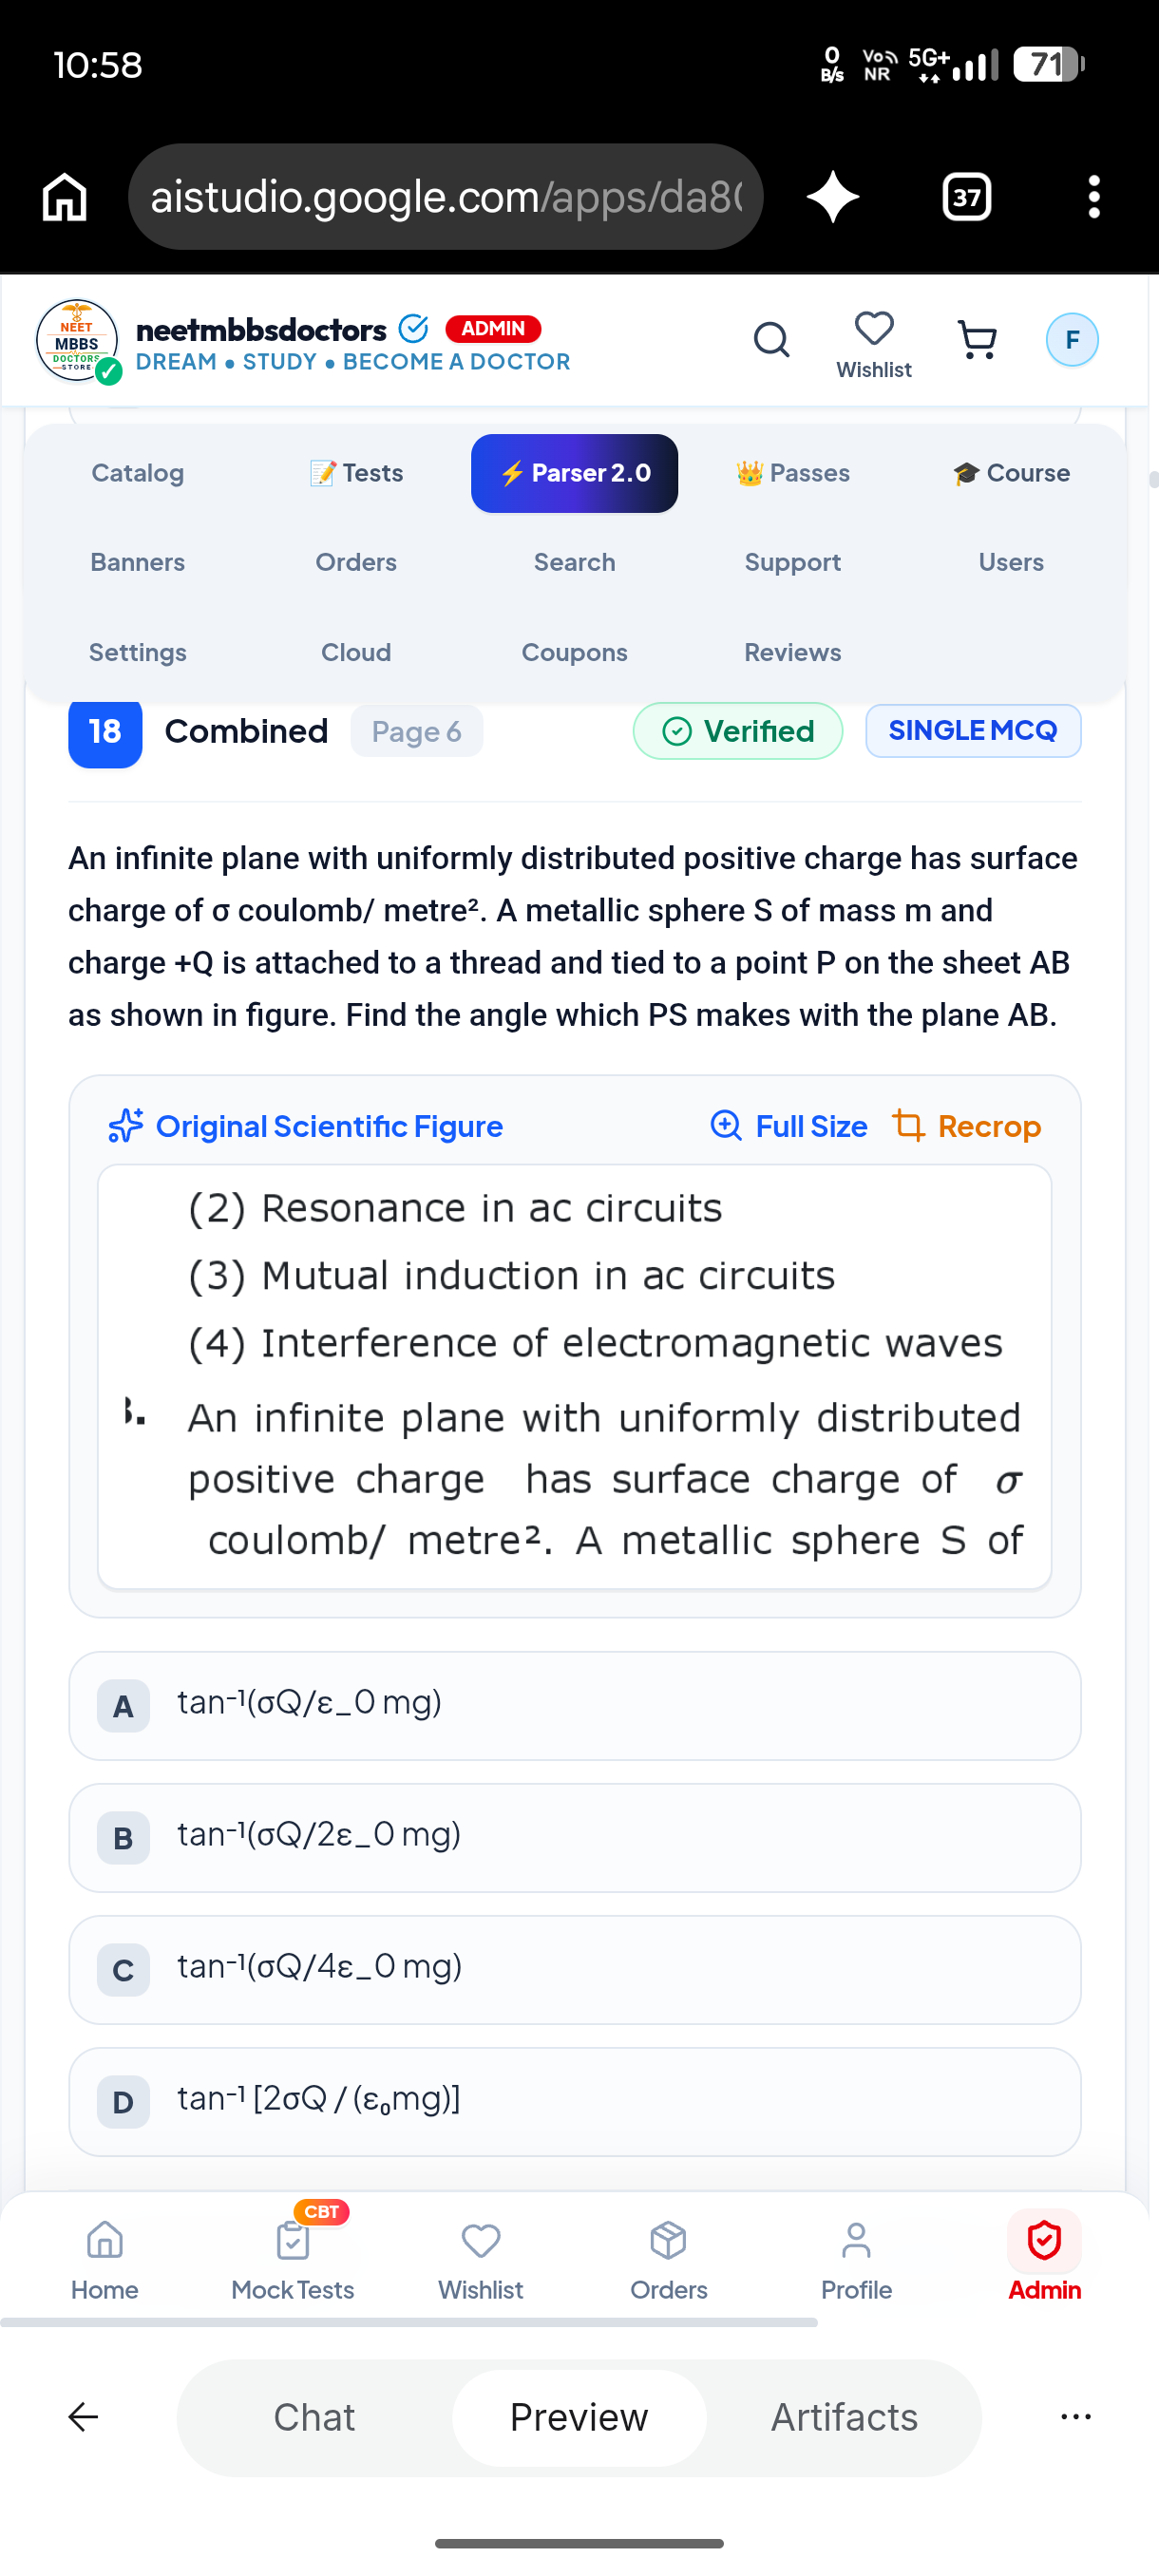 10:58
0 B/s
Vo NR
5G+
71
aistudio.google.com/apps/da8
37
NEET
MBBS
DOCTORS
STORE
neetmbbsdoctors ADMIN
DREAM • STUDY • BECOME A DOCTOR
Wishlist
F
Catalog
📝 Tests
⚡ Parser 2.0
👑 Passes
🎓 Course
Banners
Orders
Search
Support
Users
Settings
Cloud
Coupons
Reviews
18 Combined Page 6 Verified SINGLE MCQ
An infinite plane with uniformly distributed positive charge has surface
charge of σ coulomb/ metre². A metallic sphere S of mass m and
charge +Q is attached to a thread and tied to a point P on the sheet AB
as shown in figure. Find the angle which PS makes with the plane AB.
Original Scientific Figure Full Size Recrop
(2) Resonance in ac circuits
(3) Mutual induction in ac circuits
(4) Interference of electromagnetic waves
An infinite plane with uniformly distributed
positive charge has surface charge of σ
coulomb/ metre². A metallic sphere S of
A tan⁻¹(σQ/ε_0 mg)
B tan⁻¹(σQ/2ε_0 mg)
C tan⁻¹(σQ/4ε_0 mg)
D tan⁻¹ [2σQ / (ε₀mg)]
CBT
Home
Mock Tests
Wishlist
Orders
Profile
Admin
Chat
Preview
Artifacts